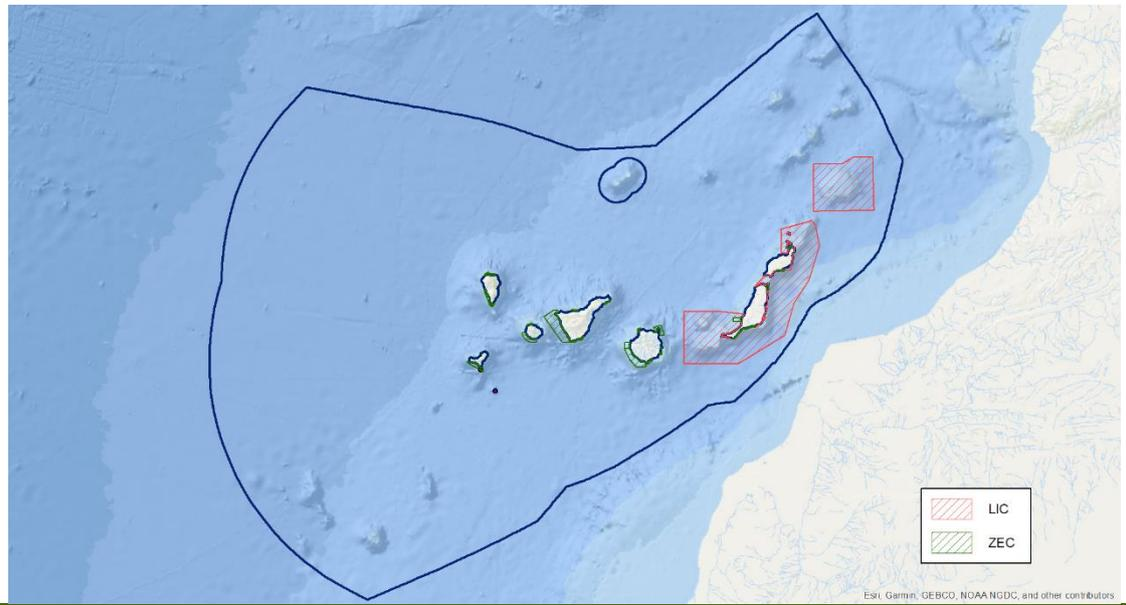 LIC
ZEC
Esri, Garmin, GEBCO, NOAA NGDC, and other contributors